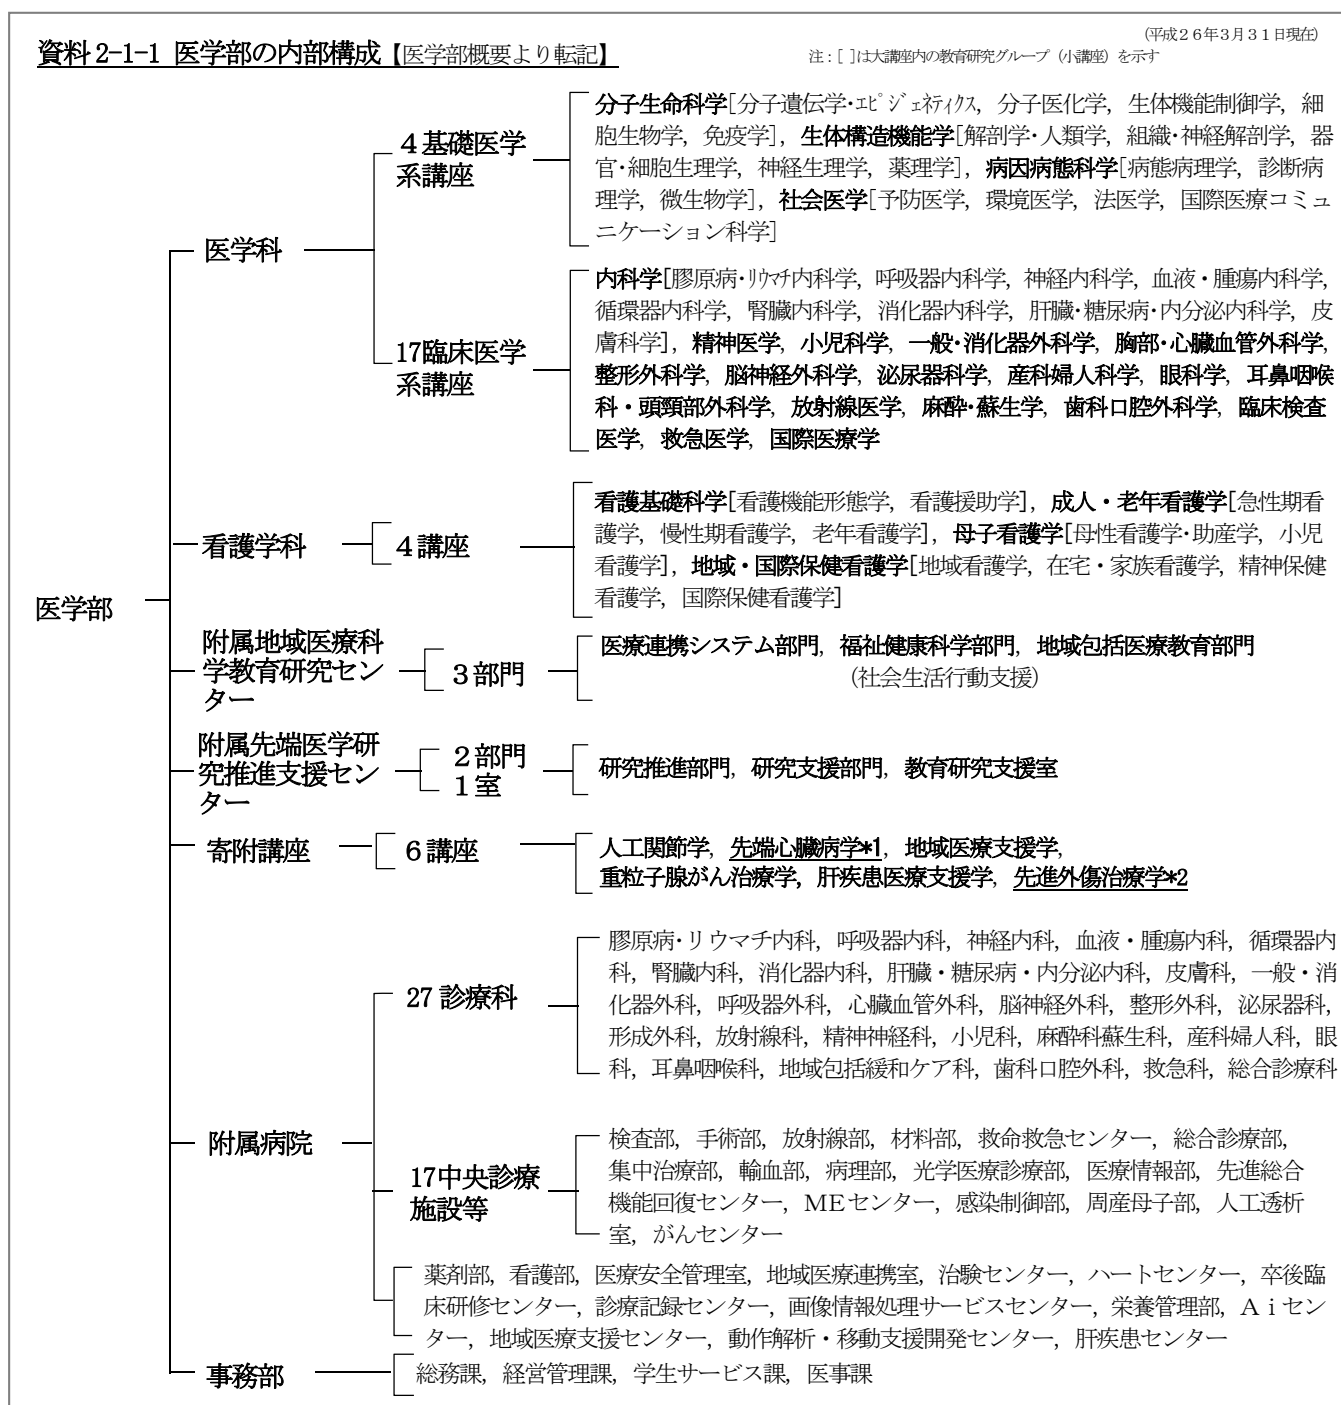 (平成26年3月31日現在)
資料2-1-1 医学部の内部構成【医学部概要より転記】
注：[ ]は大講座内の教育研究グループ（小講座）を示す
医学部
医学科
4基礎医学
系講座
分子生命科学[分子遺伝学・エピジェネティクス，分子医化学，生体機能制御学，細
胞生物学，免疫学]，生体構造機能学[解剖学・人類学，組織・神経解剖学，器
官・細胞生理学，神経生理学，薬理学]，病因病態科学[病態病理学，診断病
理学，微生物学]，社会医学[予防医学，環境医学，法医学，国際医療コミュ
ニケーション科学]
17臨床医学
系講座
内科学[膠原病・リウマチ内科学，呼吸器内科学，神経内科学，血液・腫瘍内科学，
循環器内科学，腎臓内科学，消化器内科学，肝臓・糖尿病・内分泌内科学，皮
膚科学]，精神医学，小児科学，一般・消化器外科学，胸部・心臓血管外科学，
整形外科学，脳神経外科学，泌尿器科学，産科婦人科学，眼科学，耳鼻咽喉
科・頭頸部外科学，放射線医学，麻酔・蘇生学，歯科口腔外科学，臨床検査
医学，救急医学，国際医療学
看護学科
4講座
看護基礎科学[看護機能形態学，看護援助学]，成人・老年看護学[急性期看
護学，慢性期看護学，老年看護学]，母子看護学[母性看護学・助産学，小児
看護学]，地域・国際保健看護学[地域看護学，在宅・家族看護学，精神保健
看護学，国際保健看護学]
附属地域医療科
学教育研究セン
ター
3部門
医療連携システム部門，福祉健康科学部門，地域包括医療教育部門
（社会生活行動支援）
附属先端医学研
究推進支援セン
ター
2部門
1室
研究推進部門，研究支援部門，教育研究支援室
寄附講座
6講座
人工関節学，先端心臓病学*1，地域医療支援学，
重粒子腺がん治療学，肝疾患医療支援学，先進外傷治療学*2
附属病院
27診療科
膠原病・リウマチ内科，呼吸器内科，神経内科，血液・腫瘍内科，循環器内
科，腎臓内科，消化器内科，肝臓・糖尿病・内分泌内科，皮膚科，一般・消
化器外科，呼吸器外科，心臓血管外科，脳神経外科，整形外科，泌尿器科，
形成外科，放射線科，精神神経科，小児科，麻酔科蘇生科，産科婦人科，眼
科，耳鼻咽喉科，地域包括緩和ケア科，歯科口腔外科，救急科，総合診療科
17中央診療
施設等
検査部，手術部，放射線部，材料部，救命救急センター，総合診療部，
集中治療部，輸血部，病理部，光学医療診療部，医療情報部，先進総合
機能回復センター，MEセンター，感染制御部，周産母子部，人工透析
室，がんセンター
薬剤部，看護部，医療安全管理室，地域医療連携室，治験センター，ハートセンター，卒後臨
床研修センター，診療記録センター，画像情報処理サービスセンター，栄養管理部，Ａｉセン
ター，地域医療支援センター，動作解析・移動支援開発センター，肝疾患センター
事務部
総務課，経営管理課，学生サービス課，医事課